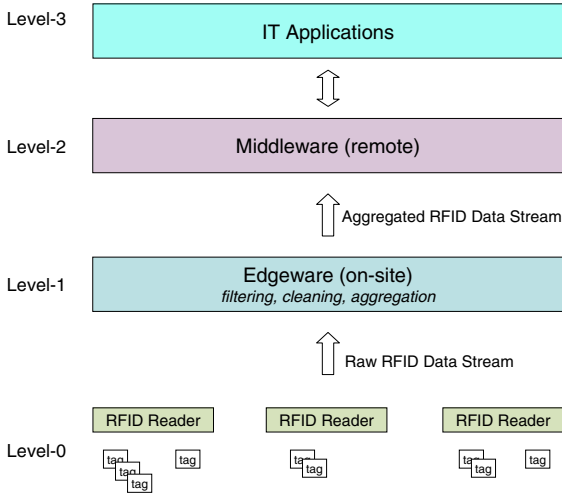 Level-3
IT Applications
Level-2
Middleware (remote)
Aggregated RFID Data Stream
Level-1
Edgeware (on-site)
filtering, cleaning, aggregation
Raw RFID Data Stream
RFID Reader RFID Reader RFID Reader
Level-0
tag tag tag tag tag
tag tag tag
tag